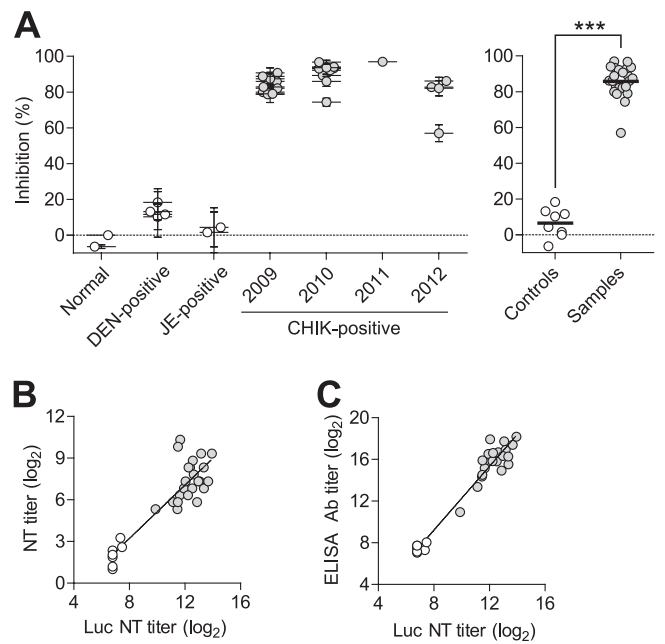 A
***
Inhibition (%)
100
80
60
40
20
0
100
80
60
40
20
0
Normal
DEN-positive
JE-positive
2009
2010
2011
2012
CHIK-positive
Controls
Samples
B
NT titer (log2)
12
9
6
3
0
4
8
12
16
Luc NT titer (log2)
C
ELISA Ab titer (log2)
20
16
12
8
4
4
8
12
16
Luc NT titer (log2)